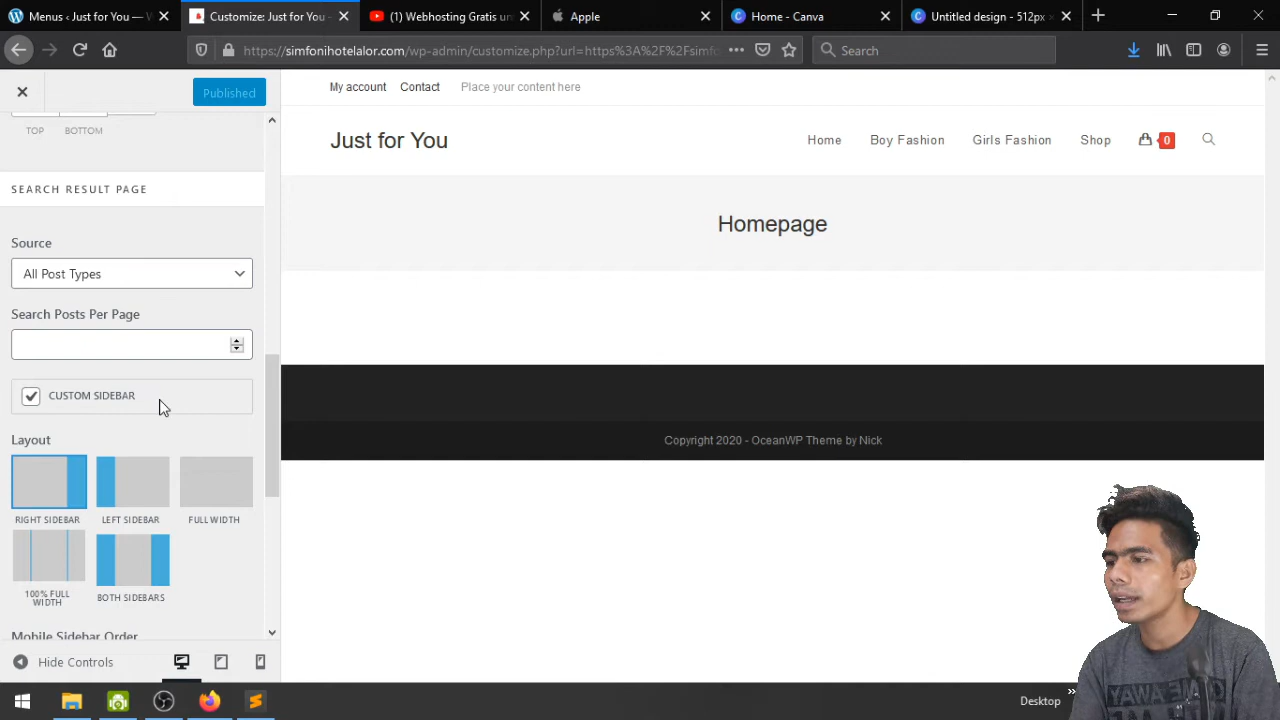 Menus ‹ Just for You — W
Customize: Just for You –
(1) Webhosting Gratis un
Apple
Home - Canva
Untitled design - 512px ×
https://simfonihotelalor.com/wp-admin/customize.php?url=https%3A%2F%2Fsimfo
Search
Published
TOP
BOTTOM
SEARCH RESULT PAGE
Source
All Post Types
Search Posts Per Page
CUSTOM SIDEBAR
Layout
RIGHT SIDEBAR
LEFT SIDEBAR
FULL WIDTH
100% FULL
WIDTH
BOTH SIDEBARS
Mobile Sidebar Order
Hide Controls
My account
Contact
Place your content here
Just for You
Home
Boy Fashion
Girls Fashion
Shop
0
Homepage
Copyright 2020 - OceanWP Theme by Nick
Desktop